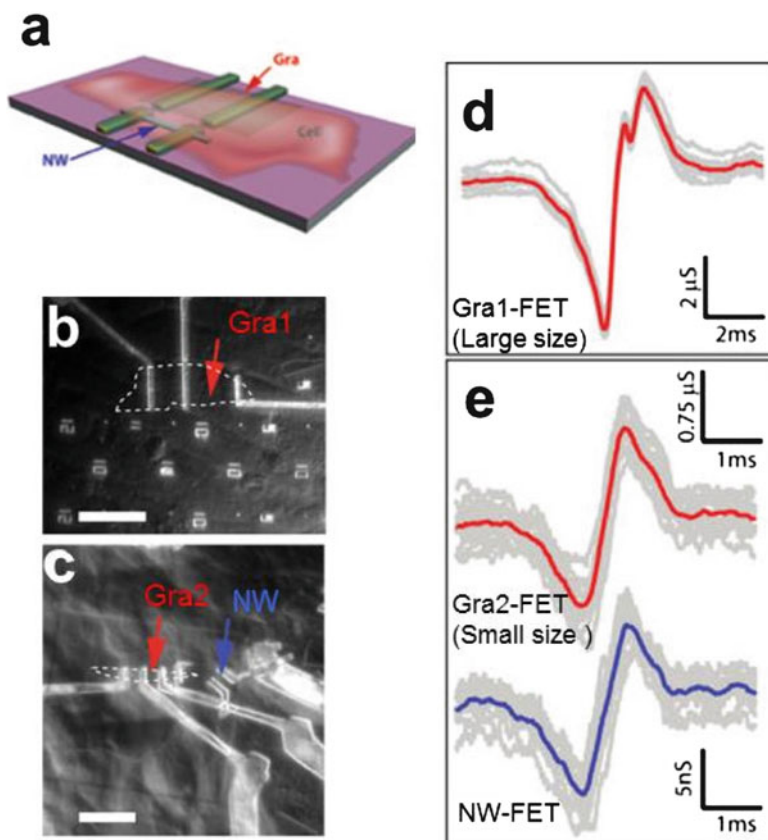 a
Gra
Cell
NW
b
Gra1
c
Gra2
NW
d
2 μS
2ms
Gra1-FET
(Large size)
e
0.75 μS
1ms
Gra2-FET
(Small size )
5nS
1ms
NW-FET